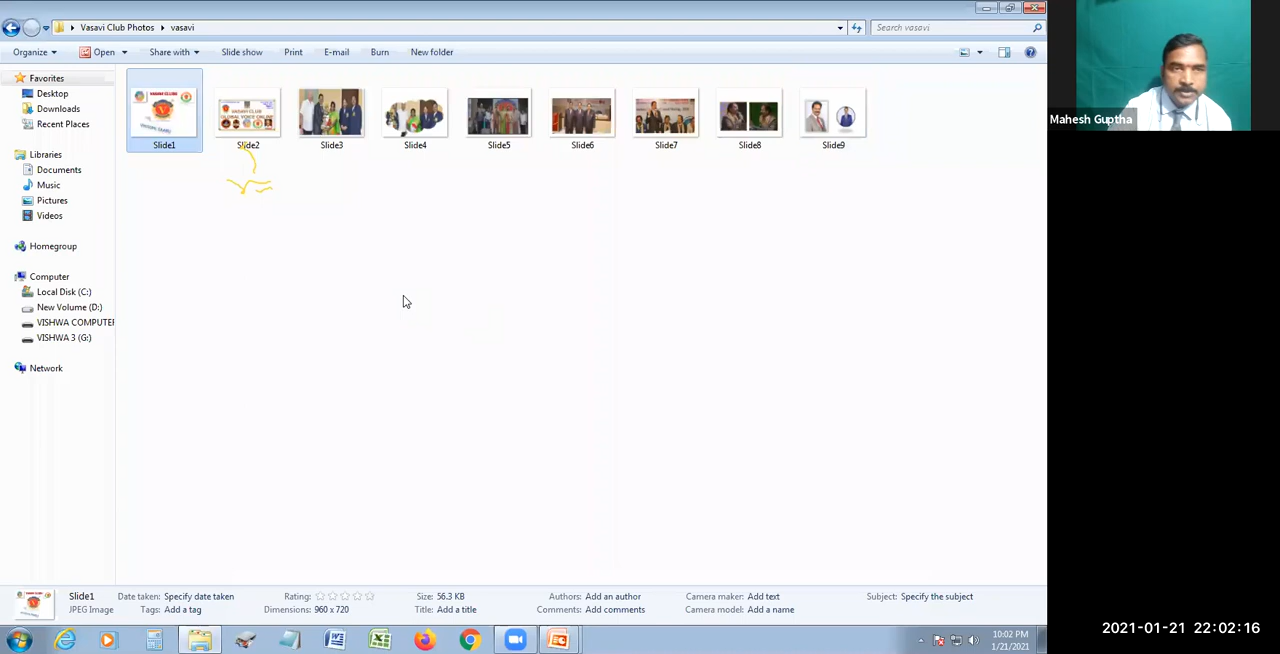 Vasavi Club Photos vasavi
Search vasavi
Organize Open Share with Slide show Print E-mail Burn New folder
Favorites
Desktop
Downloads
Recent Places
Libraries
Documents
Music
Pictures
Videos
Homegroup
Computer
Local Disk (C:)
New Volume (D:)
VISHWA COMPUTER
VISHWA 3 (G:)
Network
VASAVI CLUB
GLOBAL VOICE ONLINE
Slide1 Slide2 Slide3 Slide4 Slide5 Slide6 Slide7 Slide8 Slide9
Mahesh Guptha
Slide1 Date taken: Specify date taken Rating: Size: 56.3 KB Authors: Add an author Camera maker: Add text Subject: Specify the subject
JPEG Image Tags: Add a tag Dimensions: 960 x 720 Title: Add a title Comments: Add comments Camera model: Add a name
10:02 PM
1/21/2021
2021-01-21 22:02:16